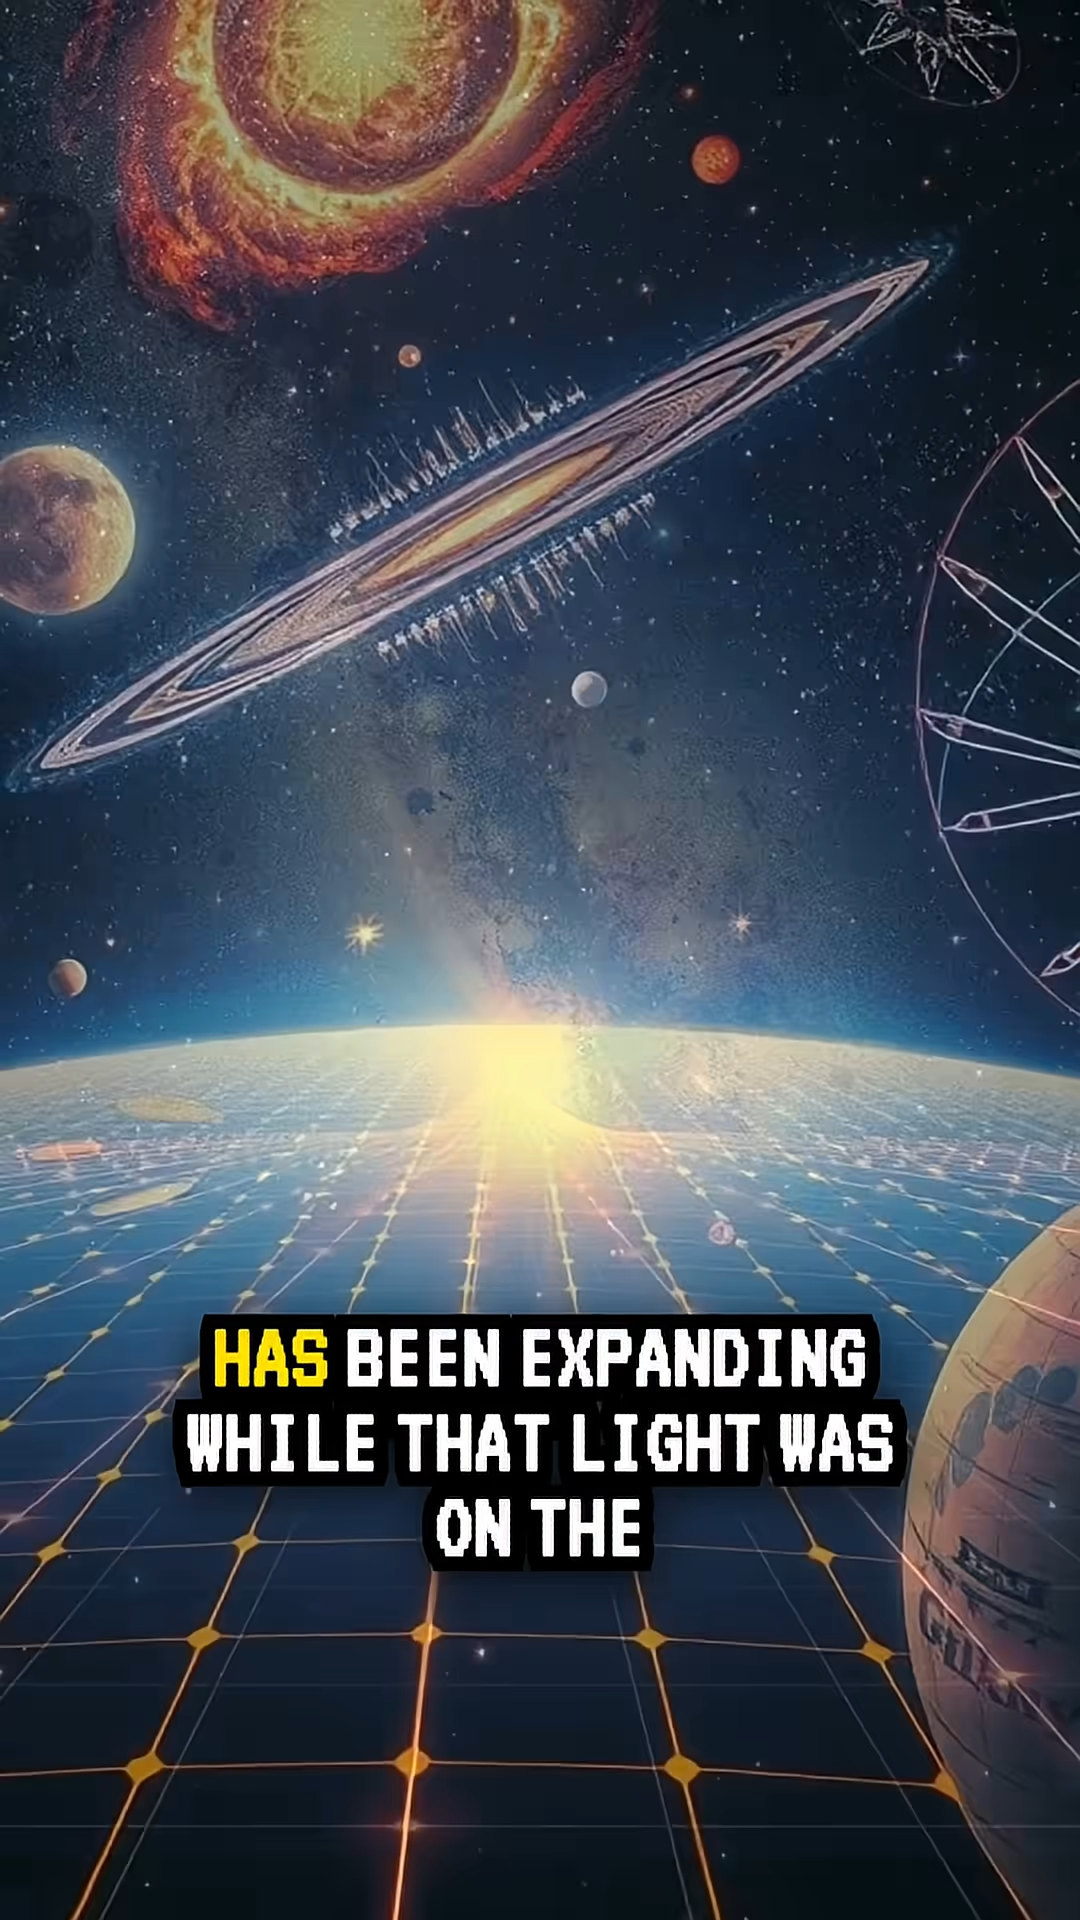 HAS BEEN EXPANDING
WHILE THAT LIGHT WAS
ON THE